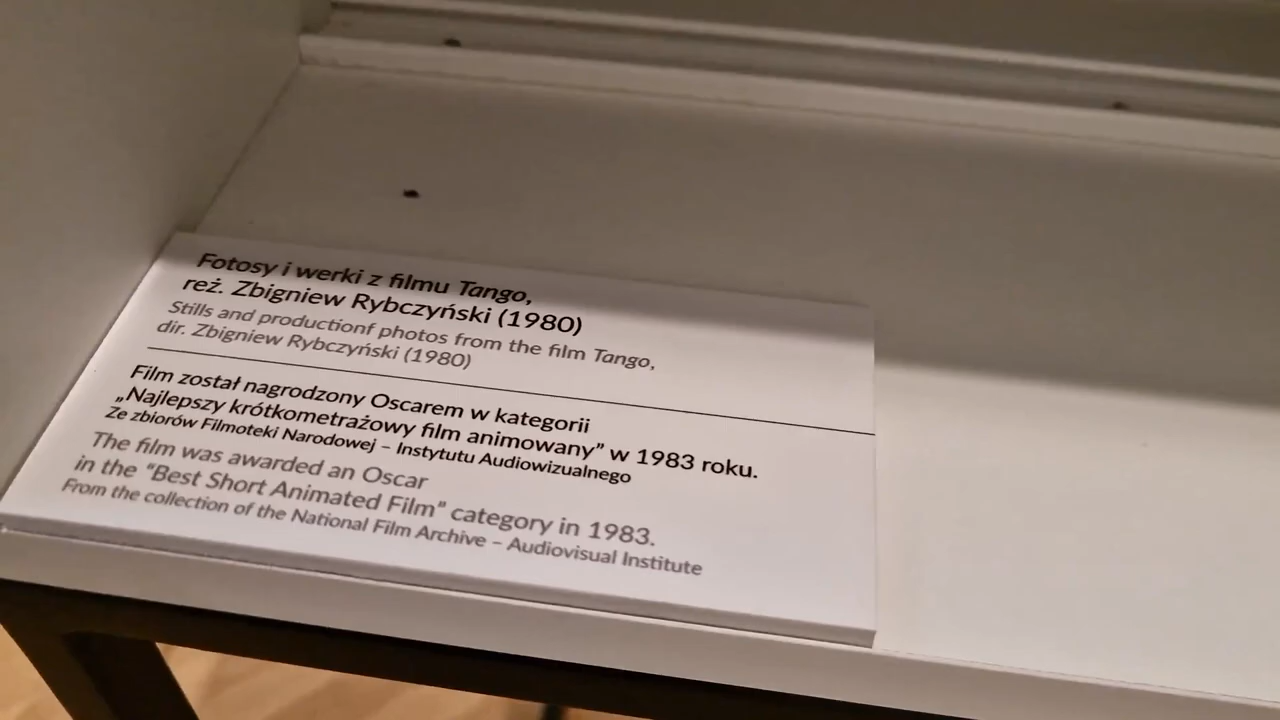 Fotosy i werki z filmu Tango,
reż. Zbigniew Rybczyński (1980)
Stills and productionf photos from the film Tango,
dir. Zbigniew Rybczyński (1980)
Film został nagrodzony Oscarem w kategorii
„Najlepszy krótkometrażowy film animowany” w 1983 roku.
Ze zbiorów Filmoteki Narodowej – Instytutu Audiowizualnego
The film was awarded an Oscar
in the “Best Short Animated Film” category in 1983.
From the collection of the National Film Archive – Audiovisual Institute